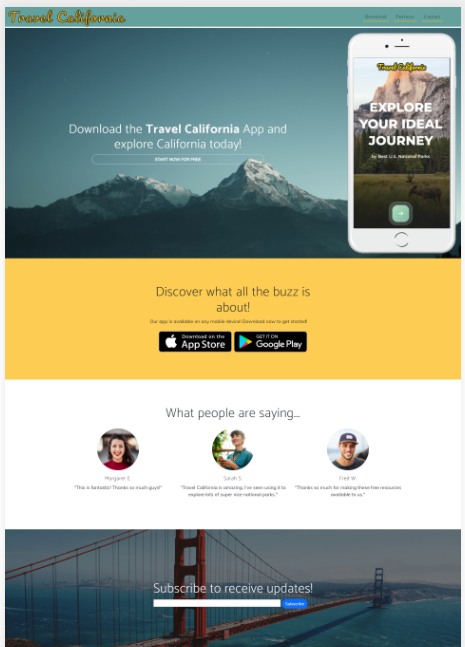 Travel California
Download Features Contact
Download the Travel California App and
explore California today!
START NOW FOR FREE
Travel California
EXPLORE
YOUR IDEAL
JOURNEY
by Best U.S. National Parks
Discover what all the buzz is
about!
Our app is available on any mobile device! Download now to get started!
Download on the
App Store
GET IT ON
Google Play
What people are saying...
Margaret E.
"This is fantastic! Thanks so much guys!"
Sarah S.
"Travel California is amazing. I've been using it to
explore lots of super nice national parks."
Fred W.
"Thanks so much for making these free resources
available to us."
Subscribe to receive updates!
Subscribe